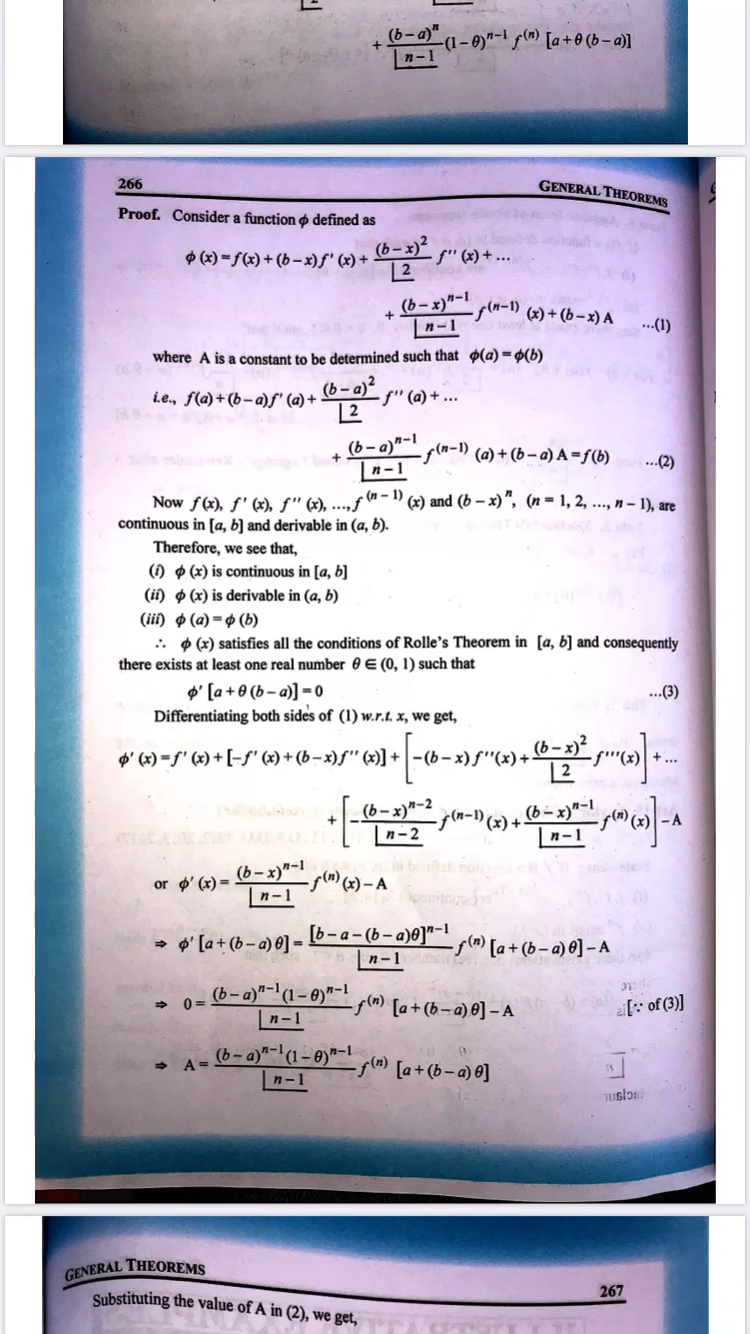 + (b – a)ⁿ/⌊n–1 (1 – θ)ⁿ⁻¹ f⁽ⁿ⁾ [a + θ (b – a)]
266 GENERAL THEOREMS
Proof. Consider a function ϕ defined as
ϕ (x) = f(x) + (b – x) f' (x) + (b – x)²/⌊2 f'' (x) + ...
+ (b – x)ⁿ⁻¹/⌊n–1 f⁽ⁿ⁻¹⁾ (x) + (b – x) A ...(1)
where A is a constant to be determined such that ϕ(a) = ϕ(b)
i.e., f(a) + (b – a) f' (a) + (b – a)²/⌊2 f'' (a) + ...
+ (b – a)ⁿ⁻¹/⌊n–1 f⁽ⁿ⁻¹⁾ (a) + (b – a) A = f(b) ...(2)
Now f(x), f' (x), f'' (x), ..., f ⁽ⁿ⁻¹⁾ (x) and (b – x)ⁿ, (n = 1, 2, ..., n – 1), are
continuous in [a, b] and derivable in (a, b).
Therefore, we see that,
(i) ϕ (x) is continuous in [a, b]
(ii) ϕ (x) is derivable in (a, b)
(iii) ϕ (a) = ϕ (b)
∴ ϕ (x) satisfies all the conditions of Rolle's Theorem in [a, b] and consequently
there exists at least one real number θ ∈ (0, 1) such that
ϕ' [a + θ (b – a)] = 0 ...(3)
Differentiating both sides of (1) w.r.t. x, we get,
ϕ' (x) = f' (x) + [–f' (x) + (b – x) f'' (x)] + [–(b – x) f''(x) + (b – x)²/⌊2 f'''(x)] + ...
+ [–(b – x)ⁿ⁻²/⌊n–2 f⁽ⁿ⁻¹⁾ (x) + (b – x)ⁿ⁻¹/⌊n–1 f⁽ⁿ⁾ (x)] – A
or ϕ' (x) = (b – x)ⁿ⁻¹/⌊n–1 f⁽ⁿ⁾ (x) – A
⇒ ϕ' [a + (b – a) θ] = [b – a – (b – a)θ]ⁿ⁻¹/⌊n–1 f⁽ⁿ⁾ [a + (b – a) θ] – A
⇒ 0 = (b – a)ⁿ⁻¹ (1 – θ)ⁿ⁻¹/⌊n–1 f⁽ⁿ⁾ [a + (b – a) θ] – A [∵ of (3)]
⇒ A = (b – a)ⁿ⁻¹ (1 – θ)ⁿ⁻¹/⌊n–1 f⁽ⁿ⁾ [a + (b – a) θ]
GENERAL THEOREMS 267
Substituting the value of A in (2), we get,